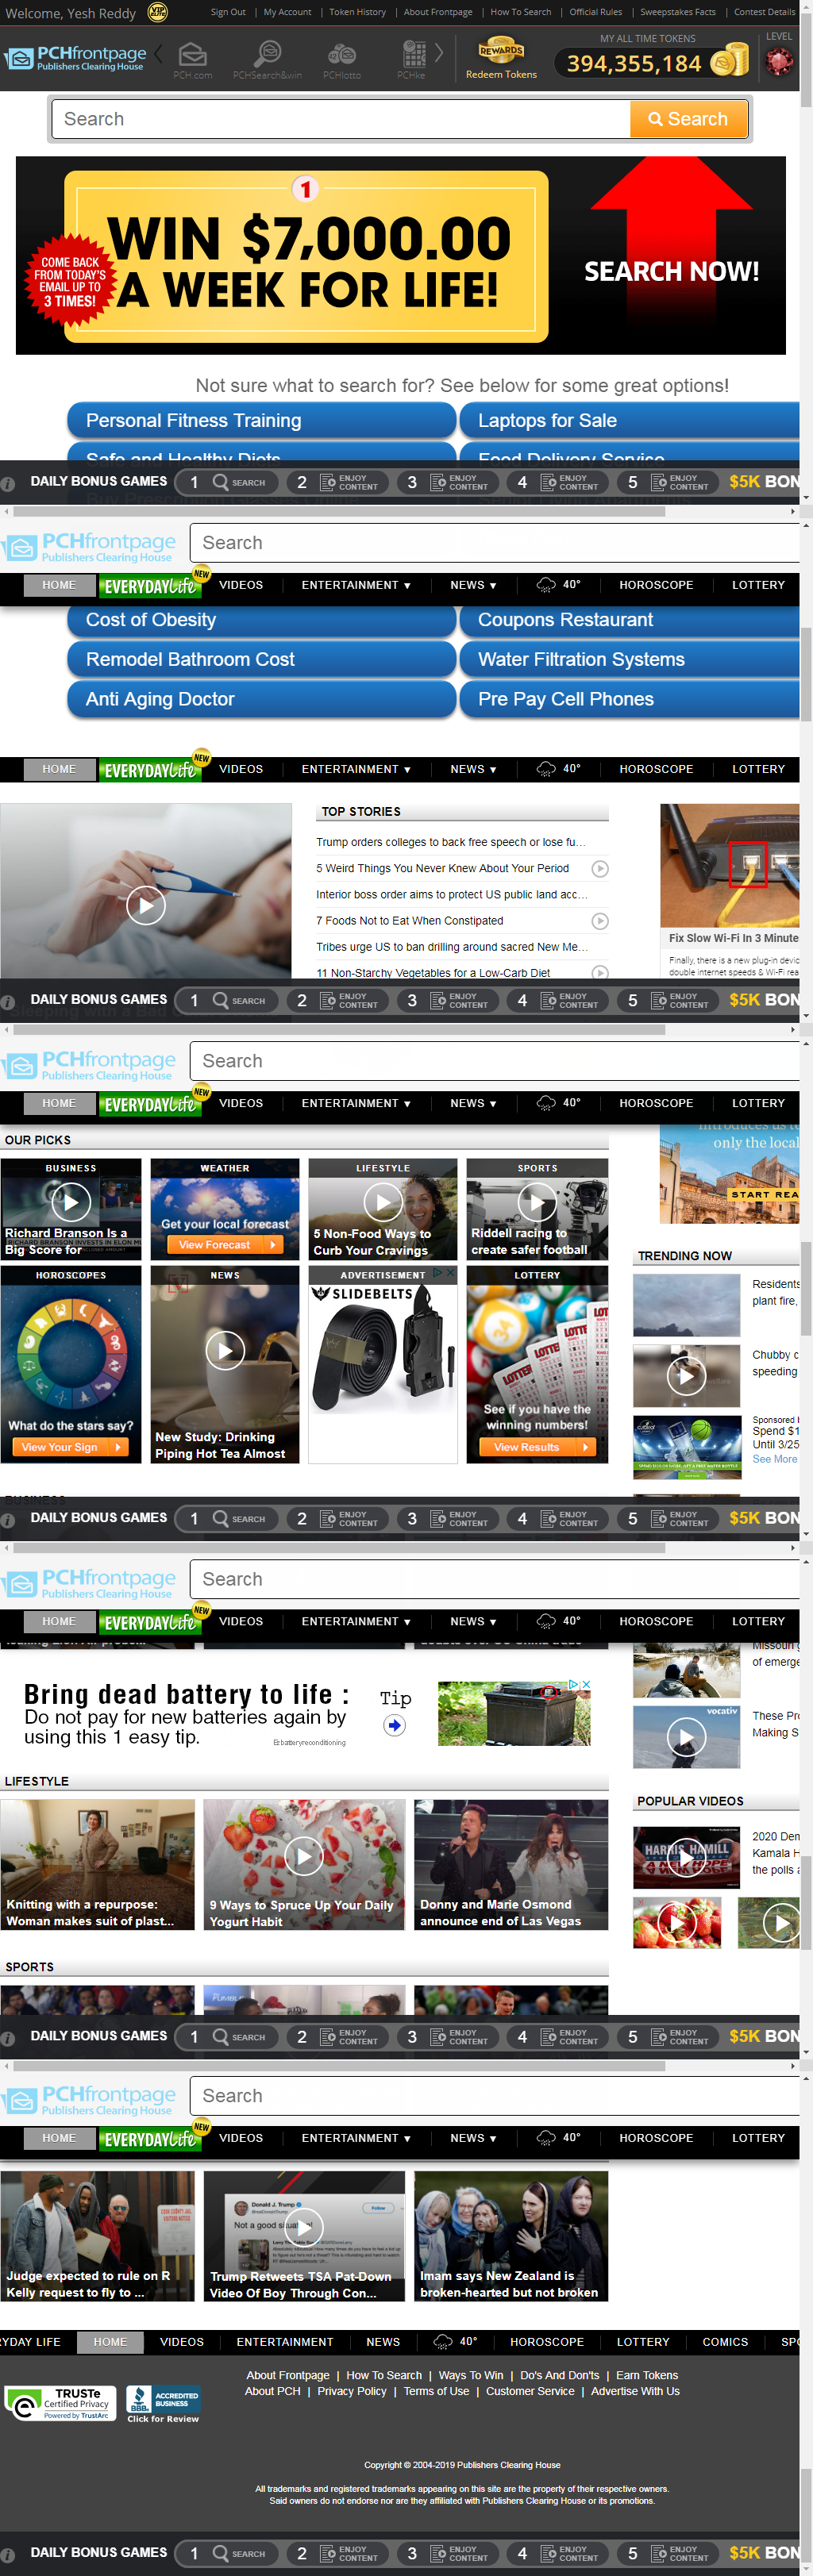 Welcome, Yesh Reddy
Sign Out | My Account | Token History | About Frontpage | How To Search | Official Rules | Sweepstakes Facts | Contest Details
PCHfrontpage
Publishers Clearing House
PCH.com
PCHSearch&win
PCHlotto
PCHke
REWARDS
Redeem Tokens
MY ALL TIME TOKENS
394,355,184
LEVEL
Search
Search
1
WIN $7,000.00
A WEEK FOR LIFE!
COME BACK
FROM TODAY'S
EMAIL UP TO
3 TIMES!
SEARCH NOW!
Not sure what to search for? See below for some great options!
Personal Fitness Training
Laptops for Sale
Safe and Healthy Diets
Food Delivery Service
DAILY BONUS GAMES 1 SEARCH 2 ENJOY CONTENT 3 ENJOY CONTENT 4 ENJOY CONTENT 5 ENJOY CONTENT $5K BON
PCHfrontpage
Publishers Clearing House
Search
HOME EVERYDAY Life NEW VIDEOS ENTERTAINMENT ▼ NEWS ▼ 40° HOROSCOPE LOTTERY
Cost of Obesity
Coupons Restaurant
Remodel Bathroom Cost
Water Filtration Systems
Anti Aging Doctor
Pre Pay Cell Phones
HOME EVERYDAY Life NEW VIDEOS ENTERTAINMENT ▼ NEWS ▼ 40° HOROSCOPE LOTTERY
TOP STORIES
Trump orders colleges to back free speech or lose fu...
5 Weird Things You Never Knew About Your Period
Interior boss order aims to protect US public land acc...
7 Foods Not to Eat When Constipated
Tribes urge US to ban drilling around sacred New Me...
11 Non-Starchy Vegetables for a Low-Carb Diet
Fix Slow Wi-Fi In 3 Minute
Finally, there is a new plug-in devic
double internet speeds & Wi-Fi rea
DAILY BONUS GAMES 1 SEARCH 2 ENJOY CONTENT 3 ENJOY CONTENT 4 ENJOY CONTENT 5 ENJOY CONTENT $5K BON
PCHfrontpage
Publishers Clearing House
Search
HOME EVERYDAY Life NEW VIDEOS ENTERTAINMENT ▼ NEWS ▼ 40° HOROSCOPE LOTTERY
OUR PICKS
introduces us to
only the local
START REA
BUSINESS
Richard Branson Is a
Big Score for
WEATHER
Get your local forecast
View Forecast
LIFESTYLE
5 Non-Food Ways to
Curb Your Cravings
SPORTS
Riddell racing to
create safer football
HOROSCOPES
What do the stars say?
View Your Sign
NEWS
New Study: Drinking
Piping Hot Tea Almost
ADVERTISEMENT
SLIDEBELTS
LOTTERY
See if you have the
winning numbers!
View Results
TRENDING NOW
Residents
plant fire,
Chubby c
speeding
Sponsored b
Spend $1
Until 3/25
See More
BUSINESS
DAILY BONUS GAMES 1 SEARCH 2 ENJOY CONTENT 3 ENJOY CONTENT 4 ENJOY CONTENT 5 ENJOY CONTENT $5K BON
PCHfrontpage
Publishers Clearing House
Search
HOME EVERYDAY Life NEW VIDEOS ENTERTAINMENT ▼ NEWS ▼ 40° HOROSCOPE LOTTERY
Missouri
of emerge
Bring dead battery to life :
Do not pay for new batteries again by
using this 1 easy tip.
Ezbatteryreconditioning
Tip
vocativ
These Pro
Making S
LIFESTYLE
Knitting with a repurpose:
Woman makes suit of plast...
9 Ways to Spruce Up Your Daily
Yogurt Habit
Donny and Marie Osmond
announce end of Las Vegas
POPULAR VIDEOS
HARRIS HAMILL
A NEW HOPE
2020 Den
Kamala H
the polls a
SPORTS
DAILY BONUS GAMES 1 SEARCH 2 ENJOY CONTENT 3 ENJOY CONTENT 4 ENJOY CONTENT 5 ENJOY CONTENT $5K BON
PCHfrontpage
Publishers Clearing House
Search
HOME EVERYDAY Life NEW VIDEOS ENTERTAINMENT ▼ NEWS ▼ 40° HOROSCOPE LOTTERY
Judge expected to rule on R
Kelly request to fly to ...
Donald J. Trump
Follow
Not a good situation!
Trump Retweets TSA Pat-Down
Video Of Boy Through Con...
Imam says New Zealand is
broken-hearted but not broken
RYDAY LIFE HOME VIDEOS ENTERTAINMENT NEWS 40° HOROSCOPE LOTTERY COMICS SPO
About Frontpage | How To Search | Ways To Win | Do's And Don'ts | Earn Tokens
About PCH | Privacy Policy | Terms of Use | Customer Service | Advertise With Us
TRUSTe
Certified Privacy
Powered by TrustArc
BBB
ACCREDITED
BUSINESS
Click for Review
Copyright © 2004-2019 Publishers Clearing House
All trademarks and registered trademarks appearing on this site are the property of their respective owners.
Said owners do not endorse nor are they affiliated with Publishers Clearing House or its promotions.
DAILY BONUS GAMES 1 SEARCH 2 ENJOY CONTENT 3 ENJOY CONTENT 4 ENJOY CONTENT 5 ENJOY CONTENT $5K BON